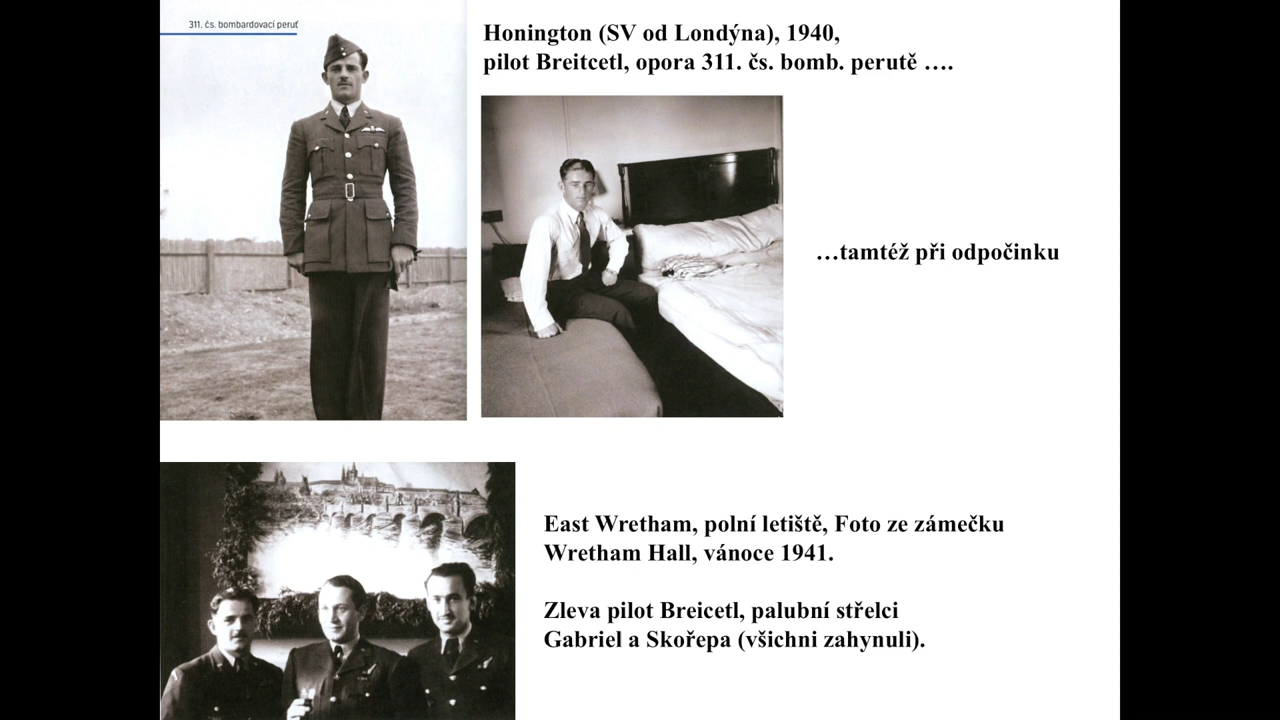 311. čs. bombardovací peruť
Honington (SV od Londýna), 1940,
pilot Breitcetl, opora 311. čs. bomb. perutě ….
…tamtéž při odpočinku
East Wretham, polní letiště, Foto ze zámečku
Wretham Hall, vánoce 1941.
Zleva pilot Breicetl, palubní střelci
Gabriel a Skořepa (všichni zahynuli).